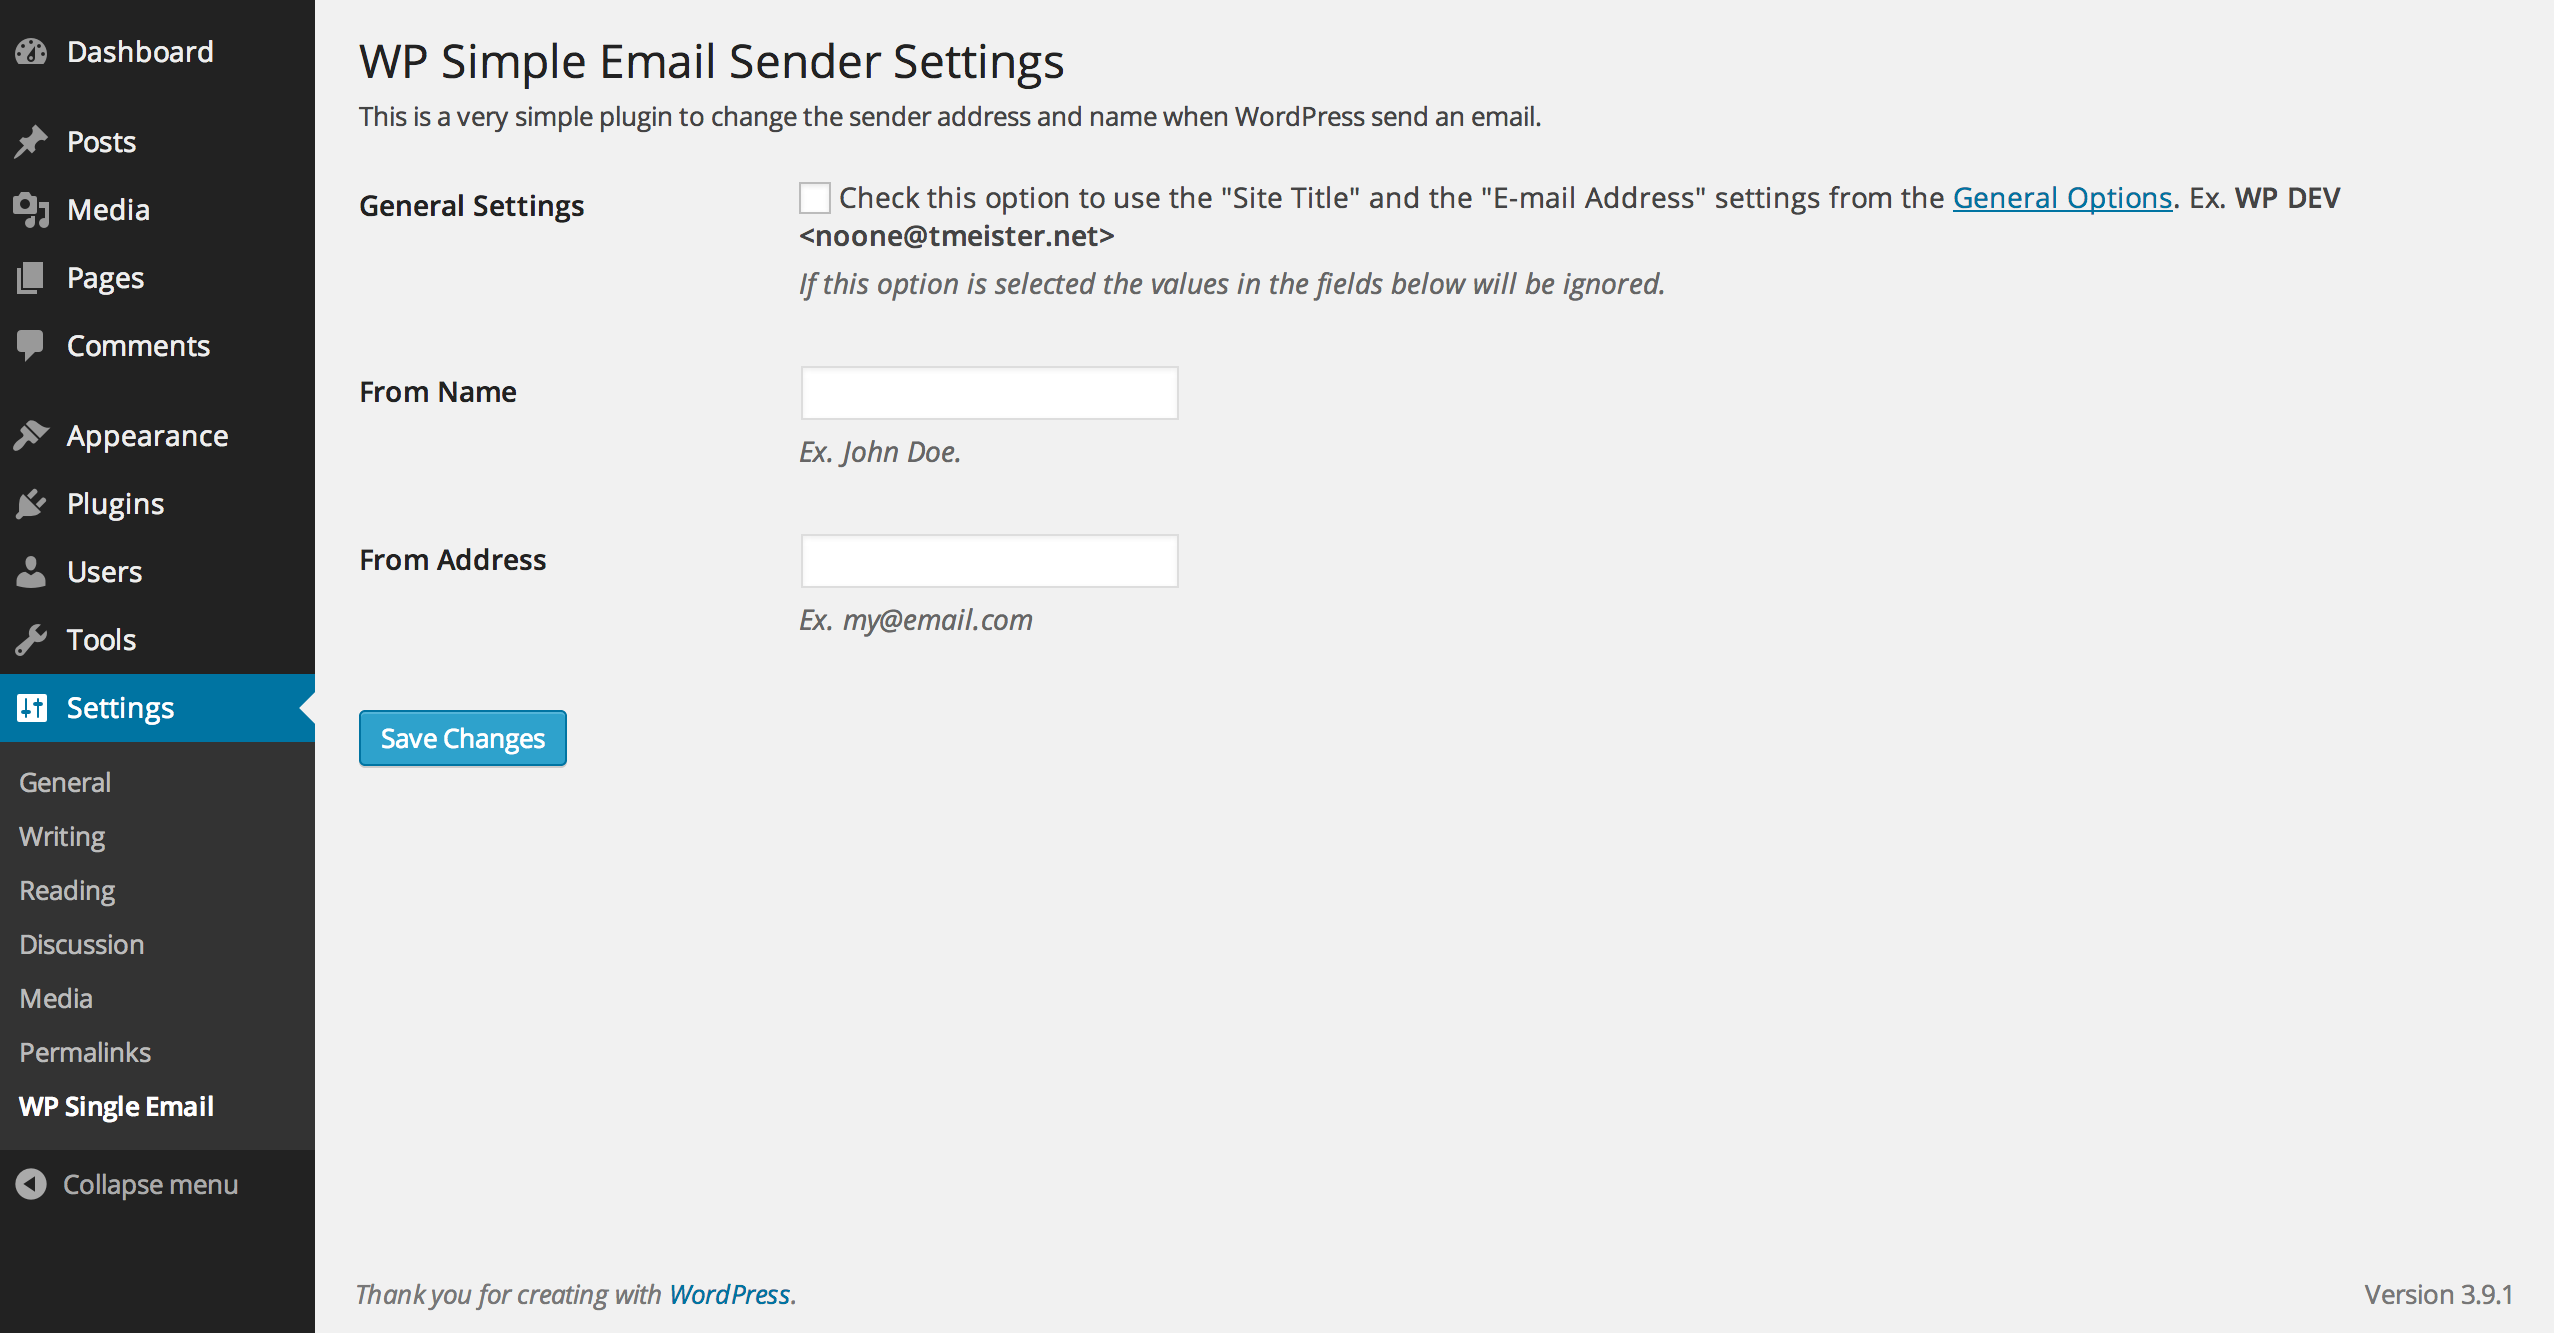 Dashboard
Posts
Media
Pages
Comments
Appearance
Plugins
Users
Tools
Settings
General
Writing
Reading
Discussion
Media
Permalinks
WP Single Email
Collapse menu
WP Simple Email Sender Settings
This is a very simple plugin to change the sender address and name when WordPress send an email.
General Settings
Check this option to use the "Site Title" and the "E-mail Address" settings from the General Options. Ex. WP DEV
<noone@tmeister.net>
If this option is selected the values in the fields below will be ignored.
From Name
Ex. John Doe.
From Address
Ex. my@email.com
Save Changes
Thank you for creating with WordPress.
Version 3.9.1